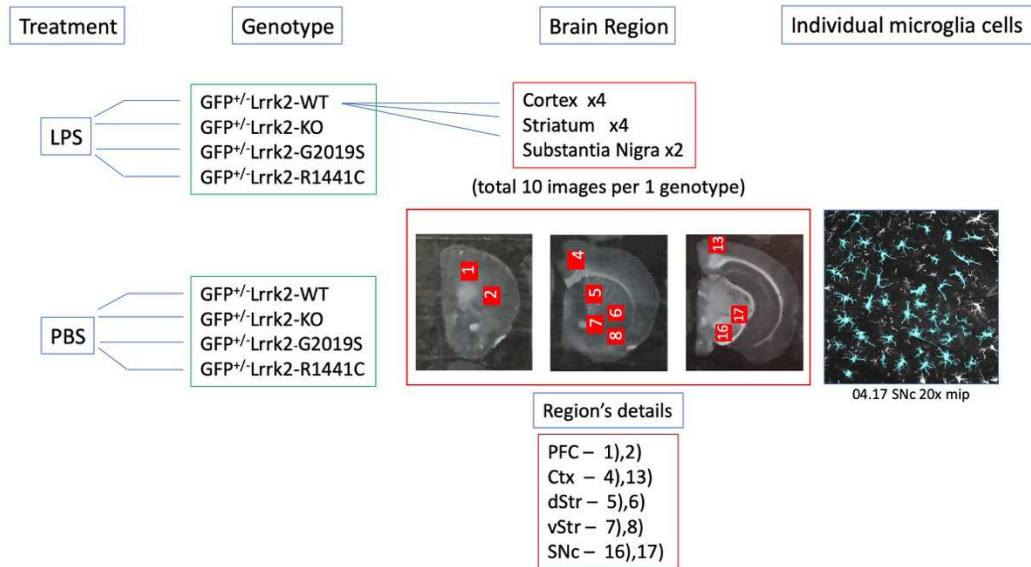 Treatment
Genotype
Brain Region
Individual microglia cells
LPS
GFP+/-Lrrk2-WT
GFP+/-Lrrk2-KO
GFP+/-Lrrk2-G2019S
GFP+/-Lrrk2-R1441C
Cortex x4
Striatum x4
Substantia Nigra x2
(total 10 images per 1 genotype)
PBS
GFP+/-Lrrk2-WT
GFP+/-Lrrk2-KO
GFP+/-Lrrk2-G2019S
GFP+/-Lrrk2-R1441C
1
2
4
5
6
7
8
13
17
16
04.17 SNc 20x mip
Region's details
PFC – 1),2)
Ctx – 4),13)
dStr – 5),6)
vStr – 7),8)
SNc – 16),17)